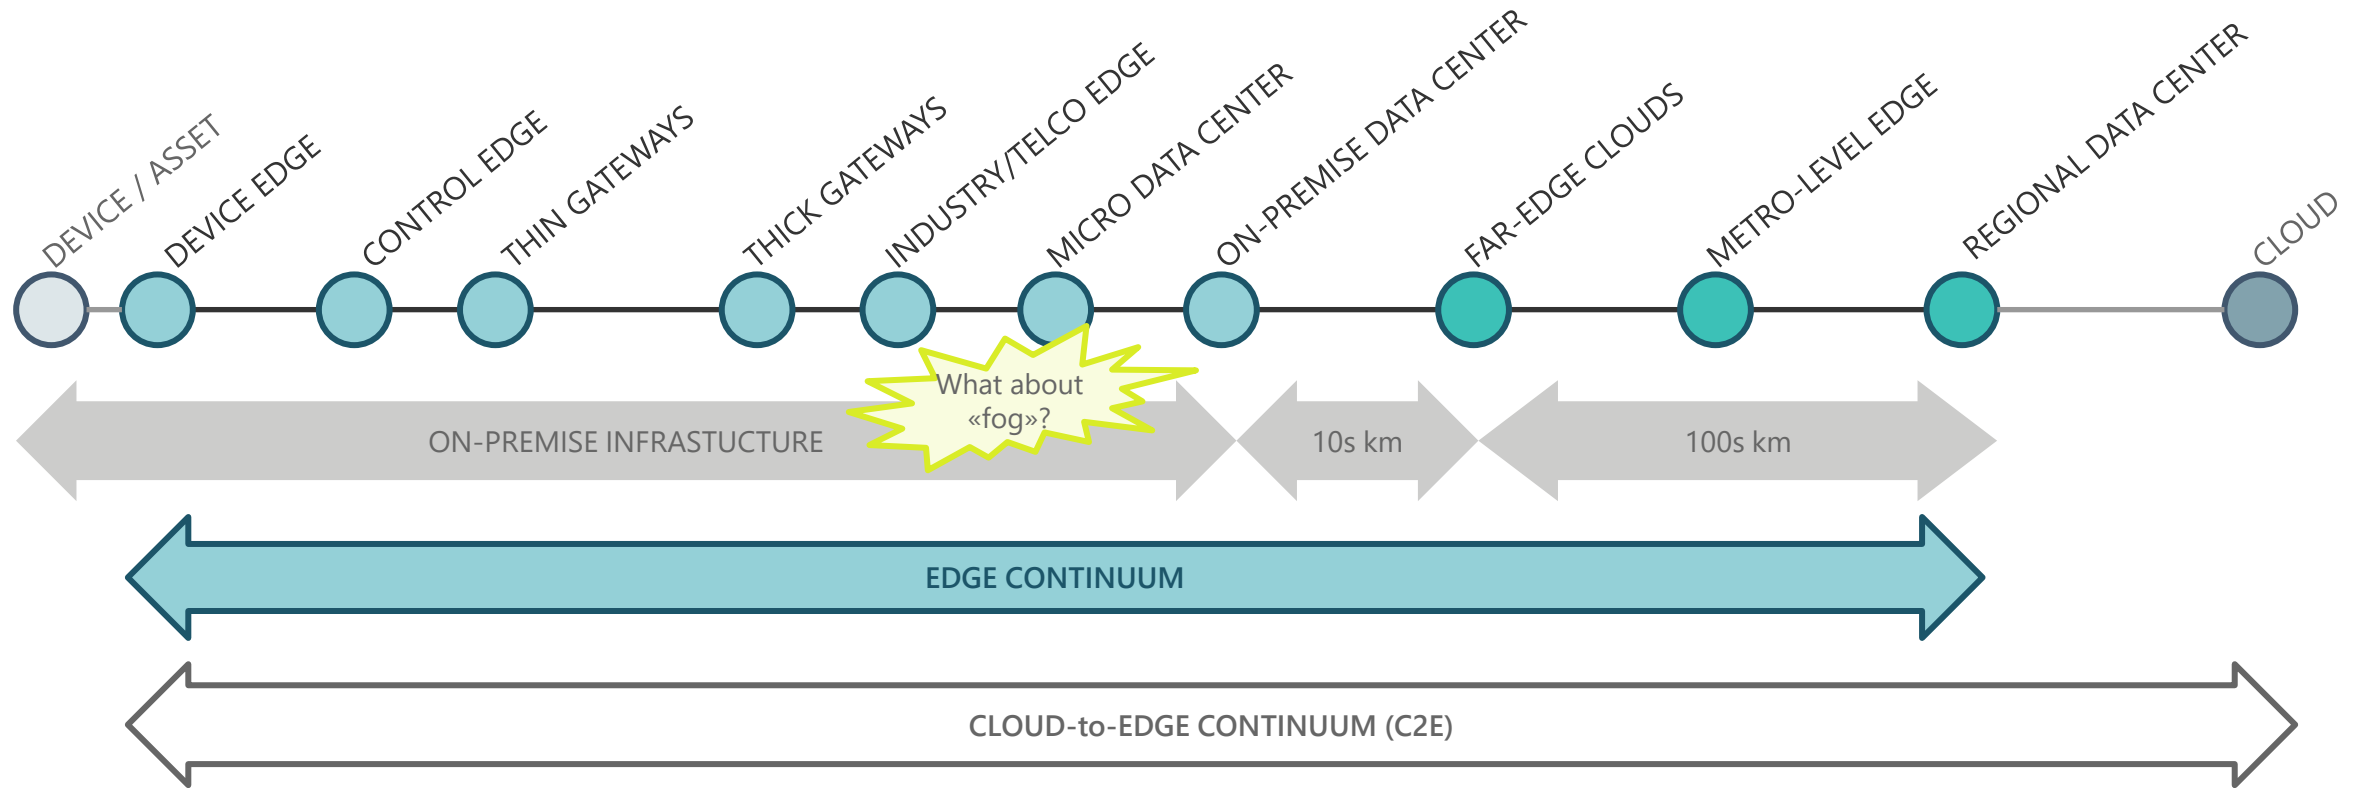 DEVICE / ASSET
DEVICE EDGE
CONTROL EDGE
THIN GATEWAYS
THICK GATEWAYS
INDUSTRY/TELCO EDGE
MICRO DATA CENTER
ON-PREMISE DATA CENTER
FAR-EDGE CLOUDS
METRO-LEVEL EDGE
REGIONAL DATA CENTER
CLOUD
What about
«fog»?
ON-PREMISE INFRASTUCTURE
10s km
100s km
EDGE CONTINUUM
CLOUD-to-EDGE CONTINUUM (C2E)